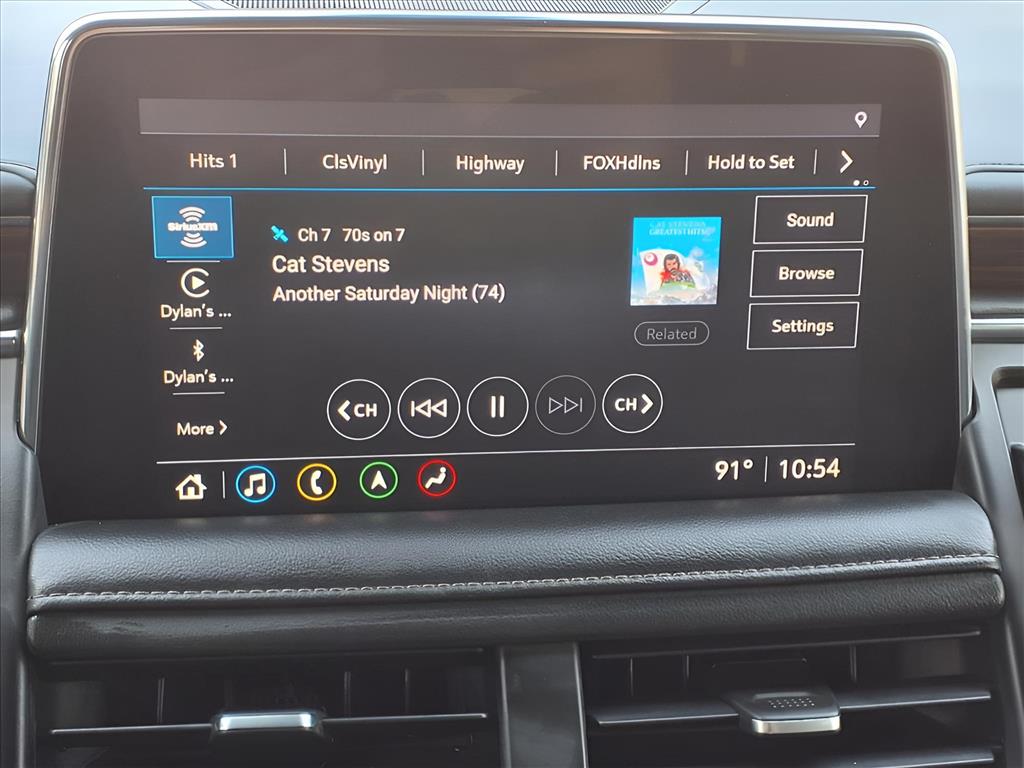 Hits 1 ClsVinyl Highway FOXHdlns Hold to Set
SiriusXM
Ch 7 70s on 7
Cat Stevens
Another Saturday Night (74)
CAT STEVENS
GREATEST HITS
Related
Sound
Browse
Settings
Dylan's ...
Dylan's ...
More
CH
CH
91° 10:54